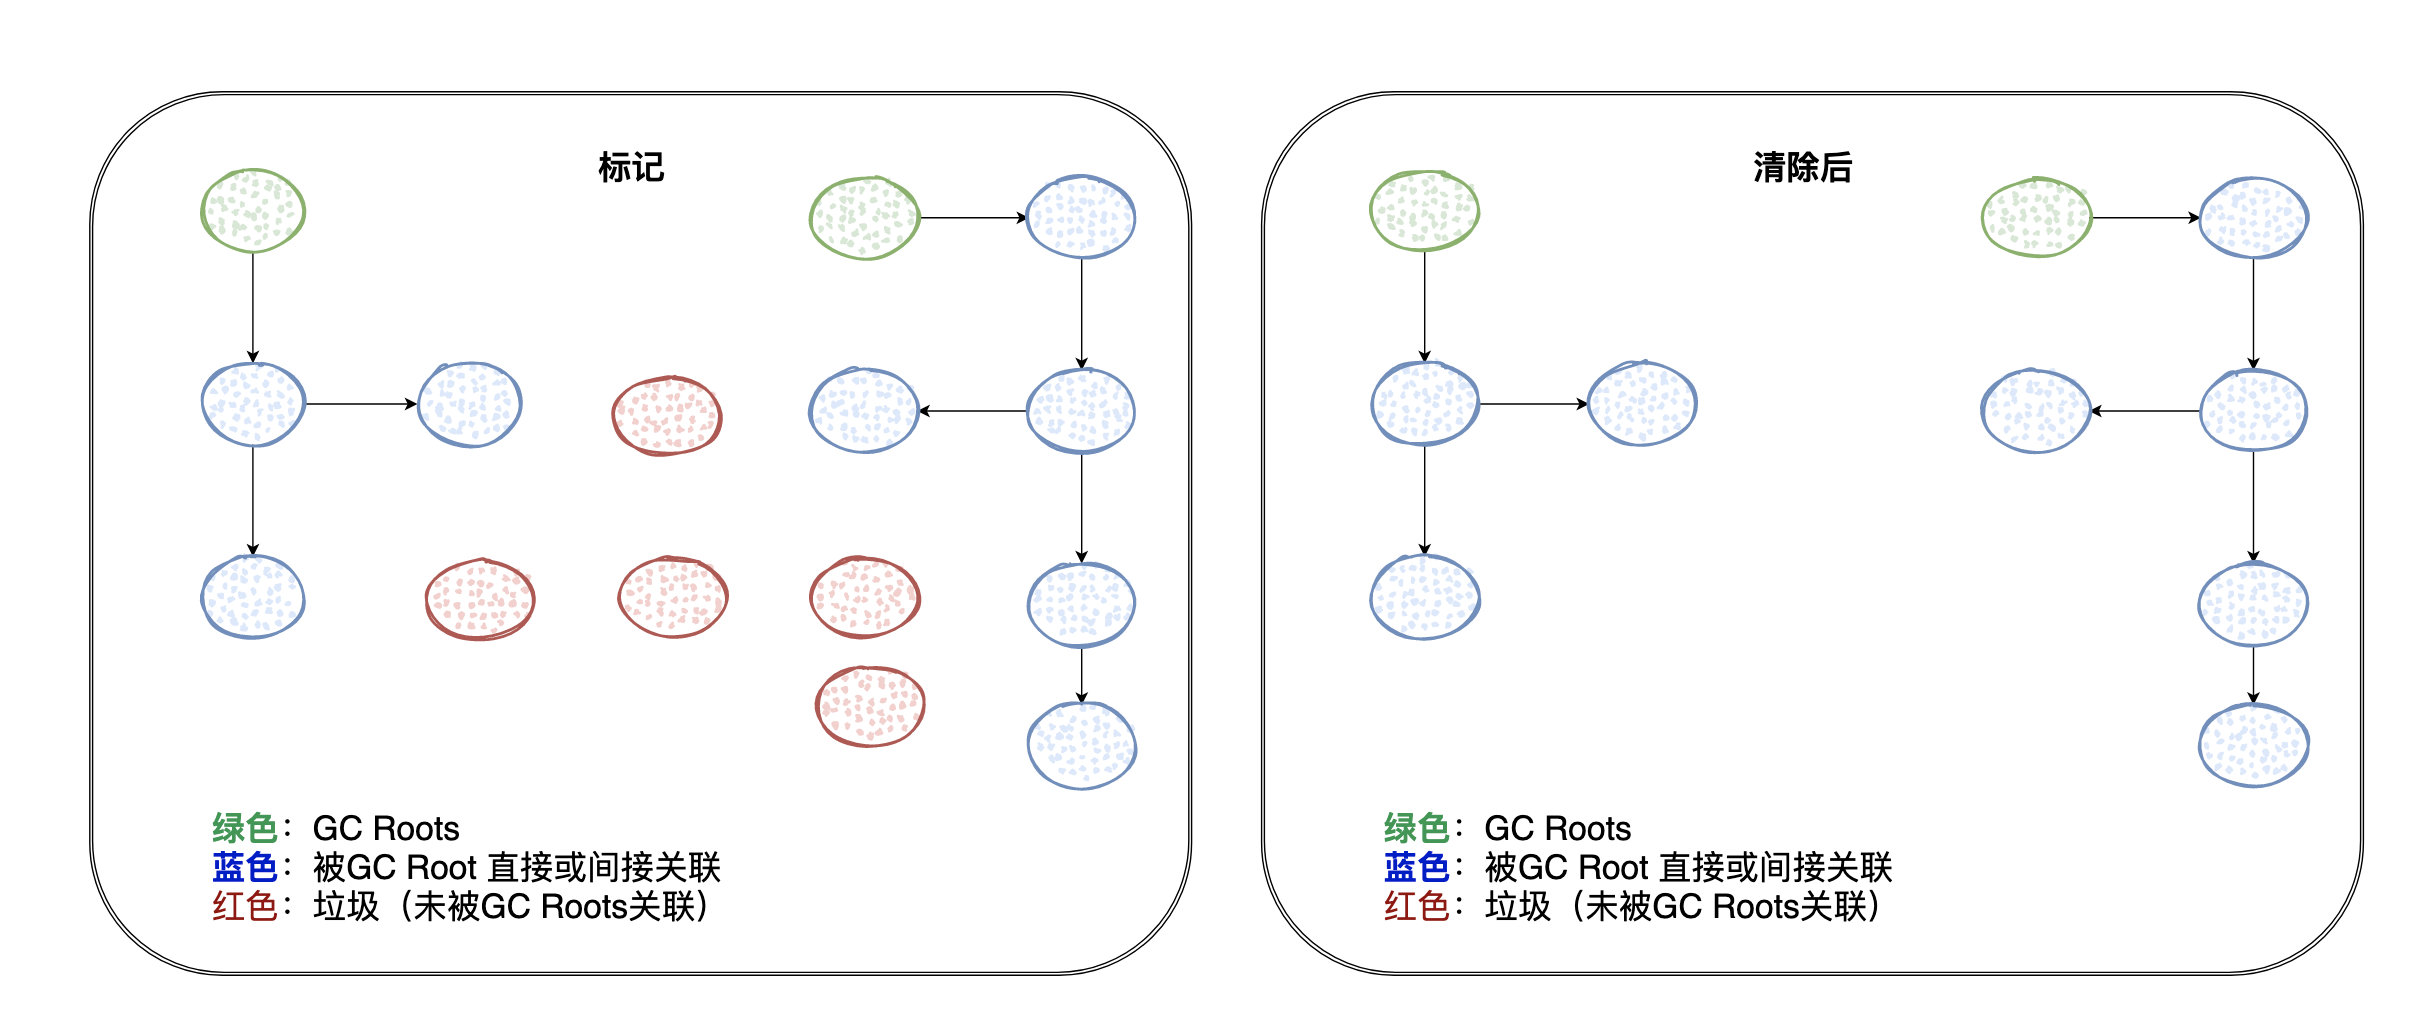 标记
绿色：GC Roots
蓝色：被GC Root 直接或间接关联
红色：垃圾（未被GC Roots关联）
清除后
绿色：GC Roots
蓝色：被GC Root 直接或间接关联
红色：垃圾（未被GC Roots关联）